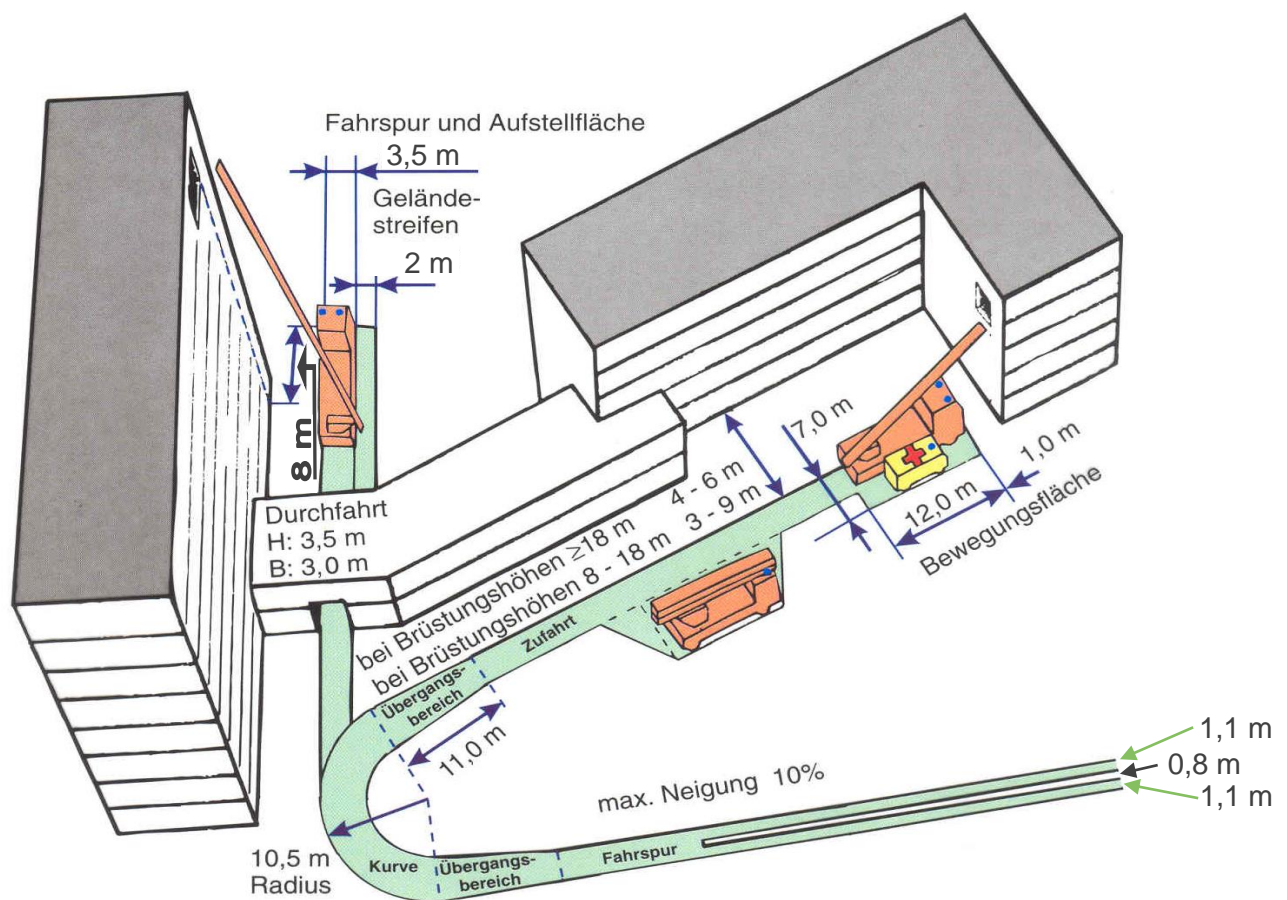 Fahrspur und Aufstellfläche
3,5 m
Gelände-
streifen
2 m
8 m
Durchfahrt
H: 3,5 m
B: 3,0 m
7,0 m
1,0 m
12,0 m
Bewegungsfläche
bei Brüstungshöhen ≥18 m 4 - 6 m
bei Brüstungshöhen 8 - 18 m 3 - 9 m
Zufahrt
Übergangs-
bereich
11,0 m
1,1 m
0,8 m
1,1 m
max. Neigung 10%
10,5 m
Radius
Kurve
Übergangs-
bereich
Fahrspur